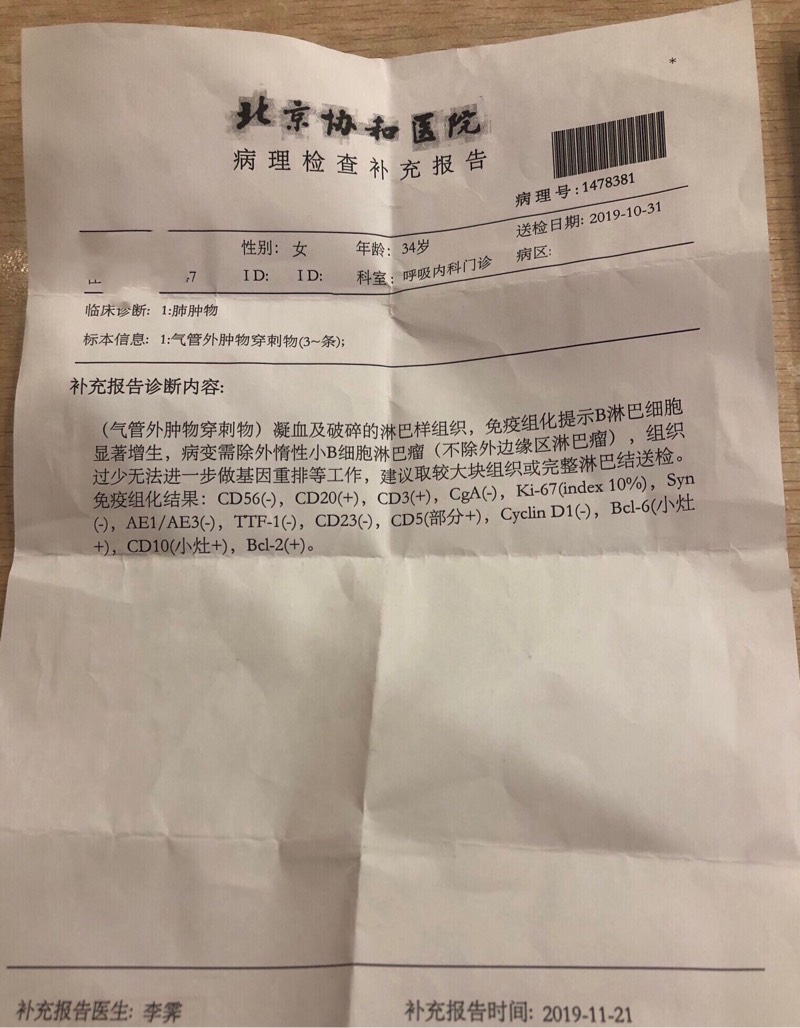 *
北京协和医院
病理检查补充报告
病理号:1478381
送检日期: 2019-10-31
性别: 女 年龄: 34岁
病区:
7 ID: ID: 科室: 呼吸内科门诊
临床诊断: 1:肺肿物
标本信息: 1:气管外肿物穿刺物(3~条);
补充报告诊断内容:
（气管外肿物穿刺物）凝血及破碎的淋巴样组织，免疫组化提示B淋巴细胞
显著增生，病变需除外惰性小B细胞淋巴瘤（不除外边缘区淋巴瘤），组织
过少无法进一步做基因重排等工作，建议取较大块组织或完整淋巴结送检。
免疫组化结果：CD56(-), CD20(+), CD3(+), CgA(-), Ki-67(index 10%), Syn
(-), AE1/AE3(-), TTF-1(-), CD23(-), CD5(部分+), Cyclin D1(-), Bcl-6(小灶
+), CD10(小灶+), Bcl-2(+)。
补充报告医生: 李霁 补充报告时间: 2019-11-21